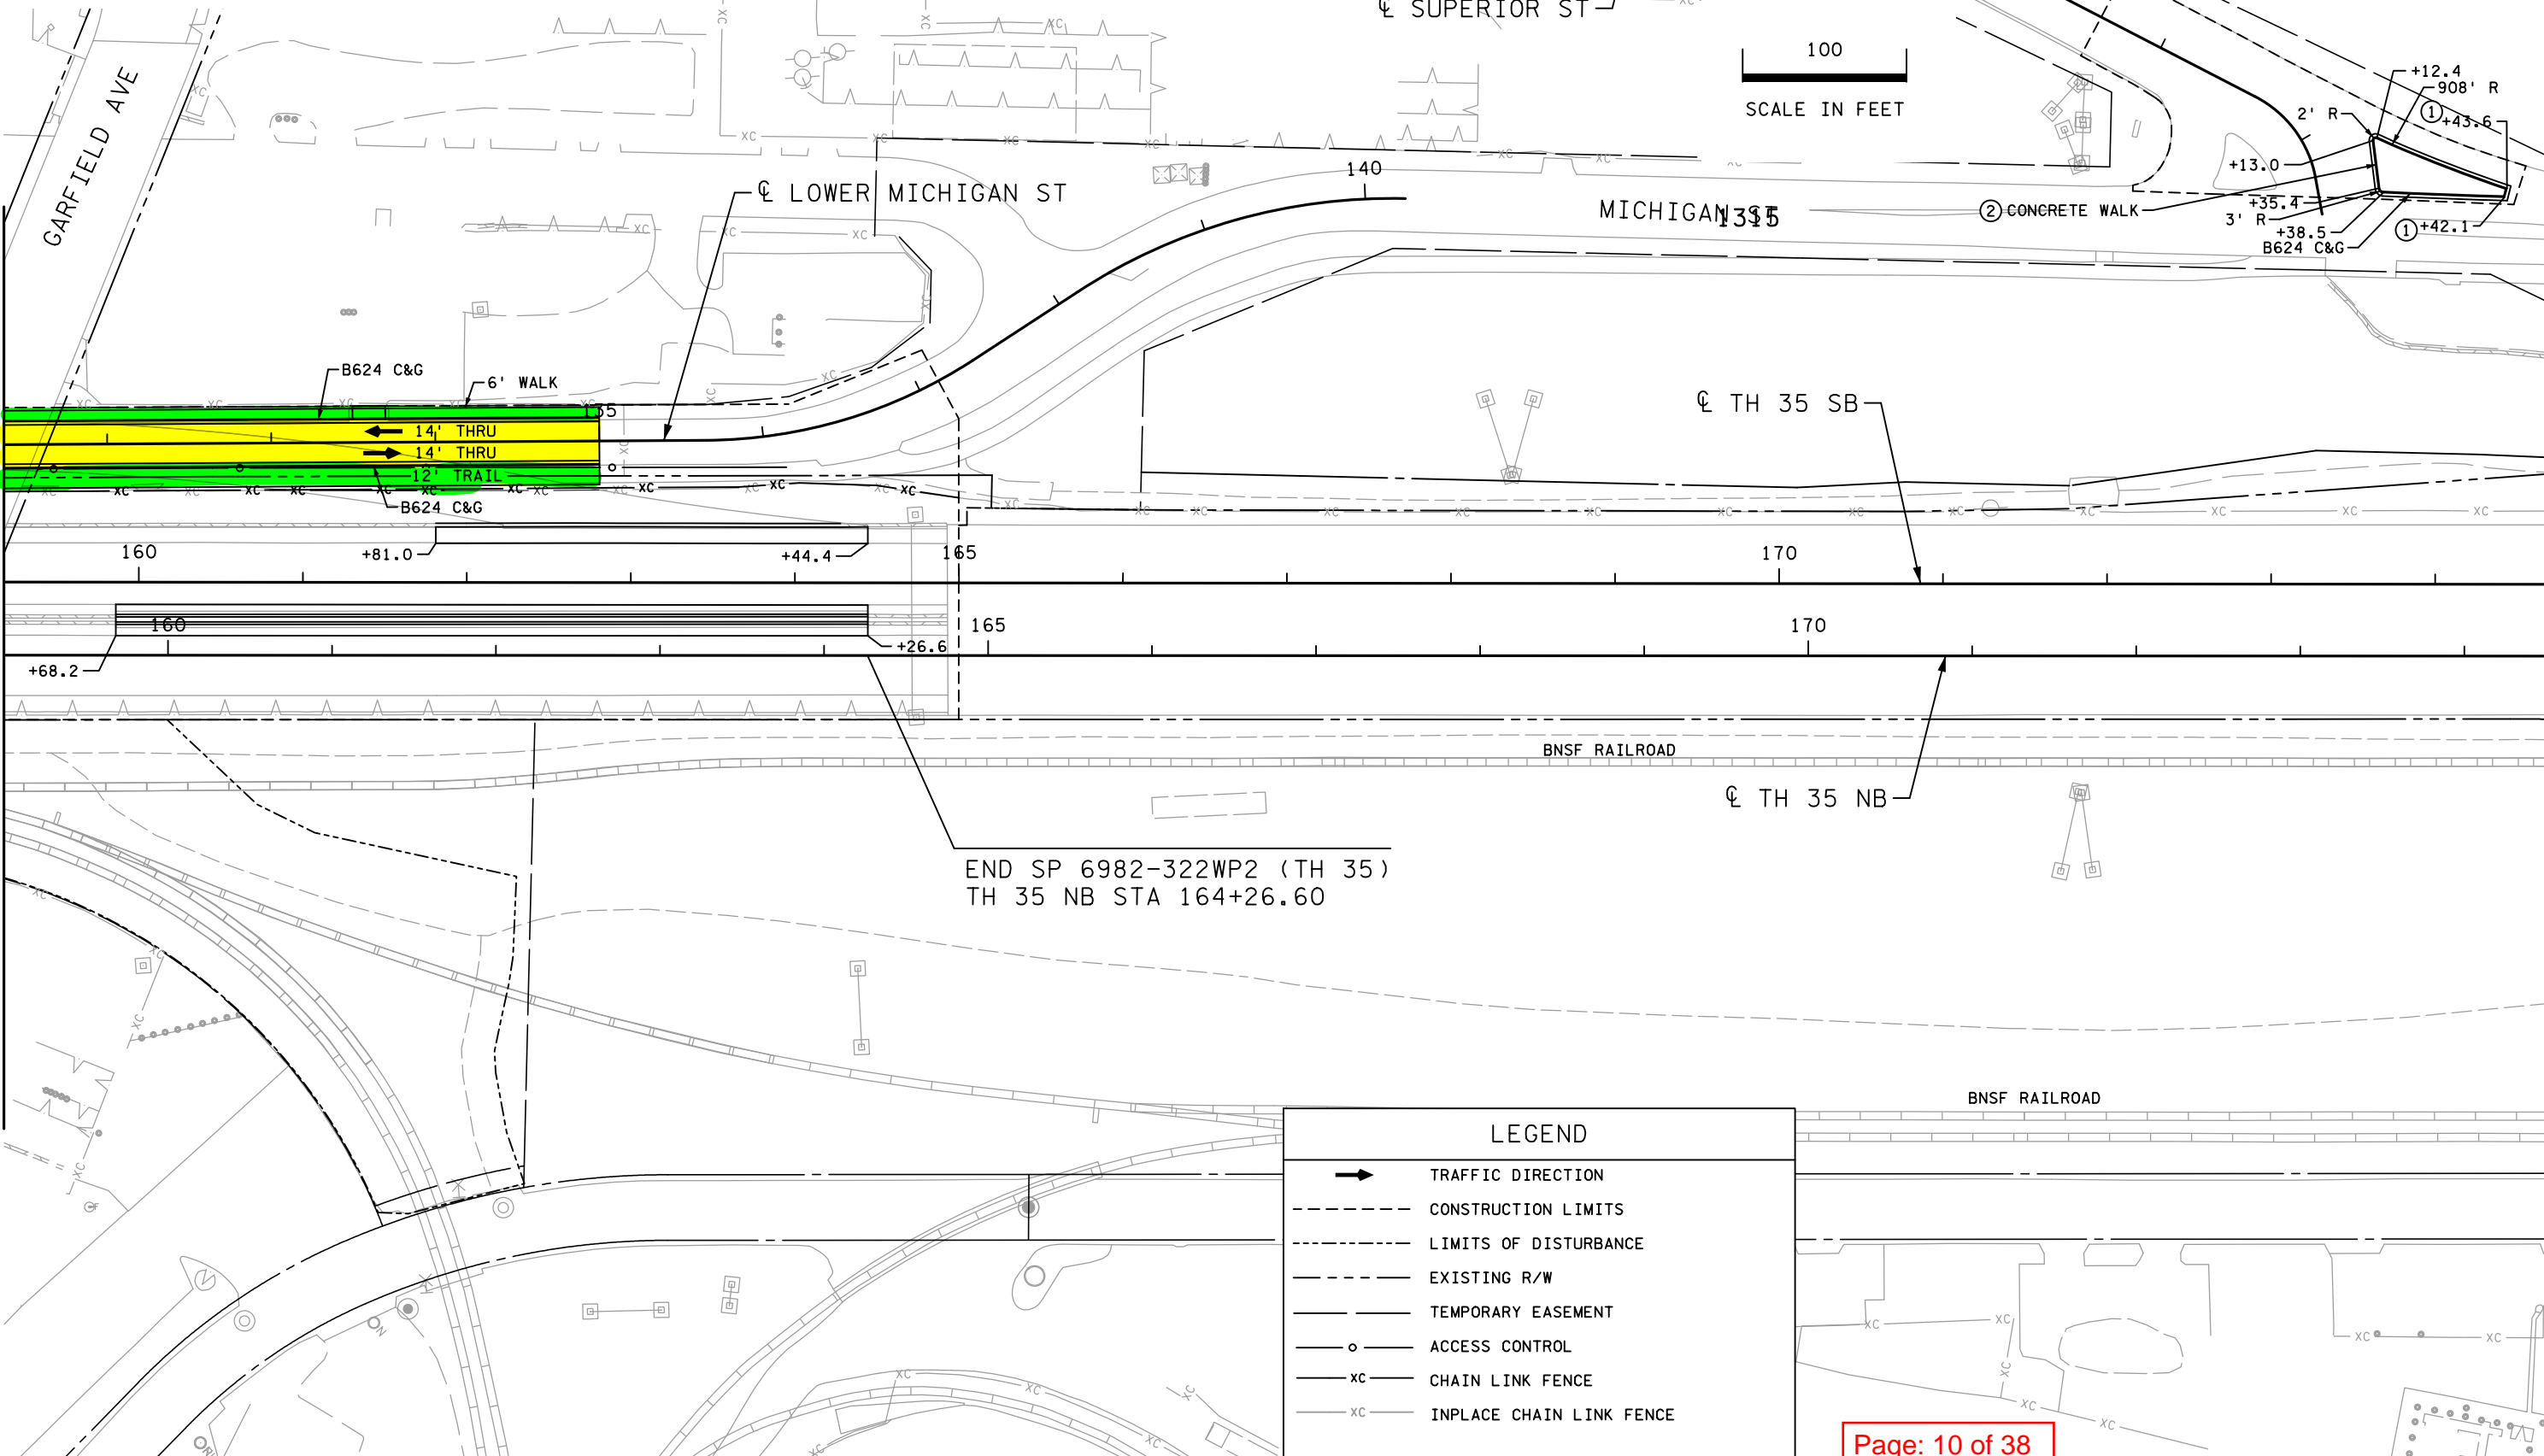 ℄ SUPERIOR ST
100
SCALE IN FEET
GARFIELD AVE
℄ LOWER MICHIGAN ST
140
MICHIGAN ST
1315
+12.4
908' R
2' R
①
+43.6
+13.0
② CONCRETE WALK
+35.4
3' R
+38.5
B624 C&G
① +42.1
B624 C&G
6' WALK
135
14' THRU
14' THRU
12' TRAIL
B624 C&G
℄ TH 35 SB
160
+81.0
+44.4
165
170
160
165
170
+68.2
+26.6
BNSF RAILROAD
℄ TH 35 NB
END SP 6982-322WP2 (TH 35)
TH 35 NB STA 164+26.60
BNSF RAILROAD
LEGEND
TRAFFIC DIRECTION
CONSTRUCTION LIMITS
LIMITS OF DISTURBANCE
EXISTING R/W
TEMPORARY EASEMENT
ACCESS CONTROL
XC CHAIN LINK FENCE
XC INPLACE CHAIN LINK FENCE
Page: 10 of 38